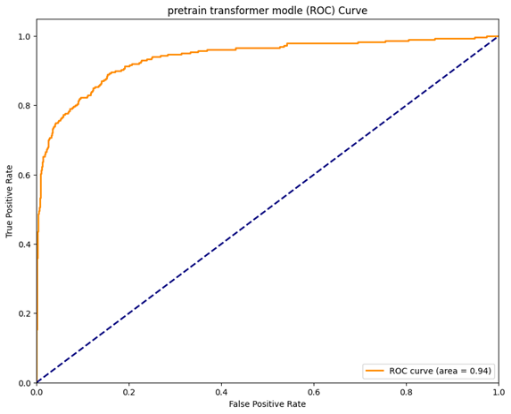 pretrain transformer modle (ROC) Curve
True Positive Rate
1.0
0.8
0.6
0.4
0.2
0.0
0.0 0.2 0.4 0.6 0.8 1.0
False Positive Rate
ROC curve (area = 0.94)